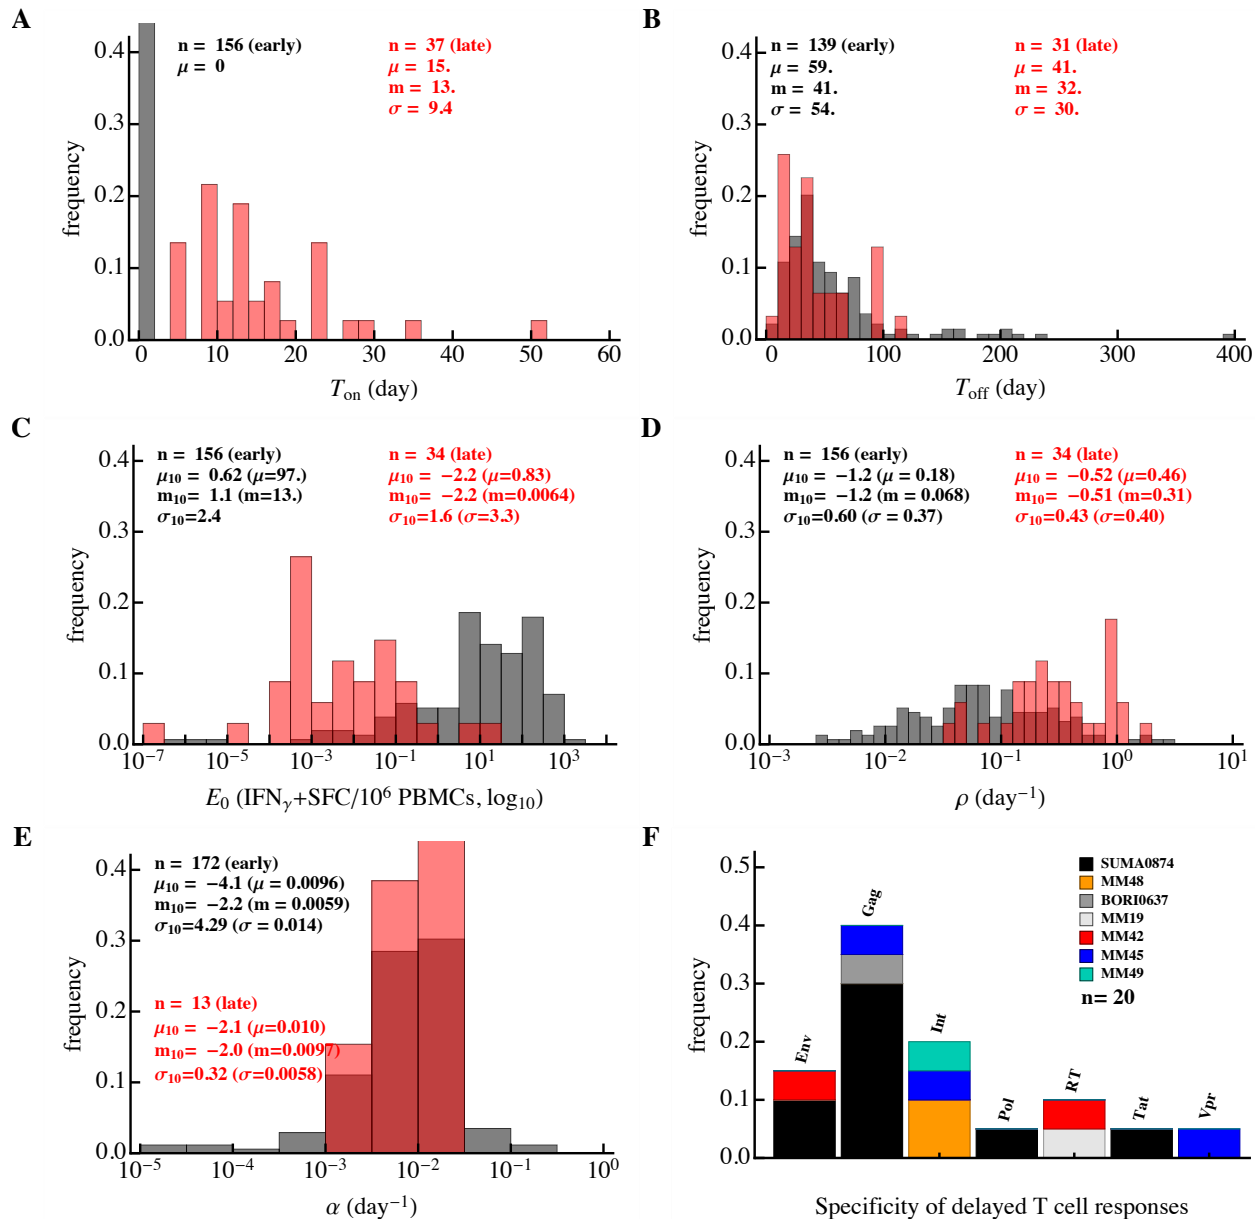 A
n = 156 (early)
μ = 0
n = 37 (late)
μ = 15.
m = 13.
σ = 9.4
frequency
0.4
0.3
0.2
0.1
0.0
0 10 20 30 40 50 60
T_on (day)
B
n = 139 (early)
μ = 59.
m = 41.
σ = 54.
n = 31 (late)
μ = 41.
m = 32.
σ = 30.
frequency
0.4
0.3
0.2
0.1
0.0
0 100 200 300 400
T_off (day)
C
n = 156 (early)
μ₁₀ = 0.62 (μ=97.)
m₁₀ = 1.1 (m=13.)
σ₁₀=2.4
n = 34 (late)
μ₁₀ = −2.2 (μ=0.83)
m₁₀ = −2.2 (m=0.0064)
σ₁₀=1.6 (σ=3.3)
frequency
0.4
0.3
0.2
0.1
0.0
10⁻⁷ 10⁻⁵ 10⁻³ 10⁻¹ 10¹ 10³
E₀ (IFNγ+SFC/10⁶ PBMCs, log₁₀)
D
n = 156 (early)
μ₁₀ = −1.2 (μ = 0.18)
m₁₀ = −1.2 (m = 0.068)
σ₁₀=0.60 (σ = 0.37)
n = 34 (late)
μ₁₀ = −0.52 (μ=0.46)
m₁₀ = −0.51 (m=0.31)
σ₁₀=0.43 (σ=0.40)
frequency
0.4
0.3
0.2
0.1
0.0
10⁻³ 10⁻² 10⁻¹ 10⁰ 10¹
ρ (day⁻¹)
E
n = 172 (early)
μ₁₀ = −4.1 (μ = 0.0096)
m₁₀ = −2.2 (m = 0.0059)
σ₁₀=4.29 (σ = 0.014)
n = 13 (late)
μ₁₀ = −2.1 (μ=0.010)
m₁₀= −2.0 (m=0.0097)
σ₁₀=0.32 (σ=0.0058)
frequency
0.4
0.3
0.2
0.1
0.0
10⁻⁵ 10⁻⁴ 10⁻³ 10⁻² 10⁻¹ 10⁰
α (day⁻¹)
F
SUMA0874
MM48
BORI0637
MM19
MM42
MM45
MM49
n= 20
frequency
0.5
0.4
0.3
0.2
0.1
0.0
Env
Gag
Int
Pol
RT
Tat
Vpr
Specificity of delayed T cell responses